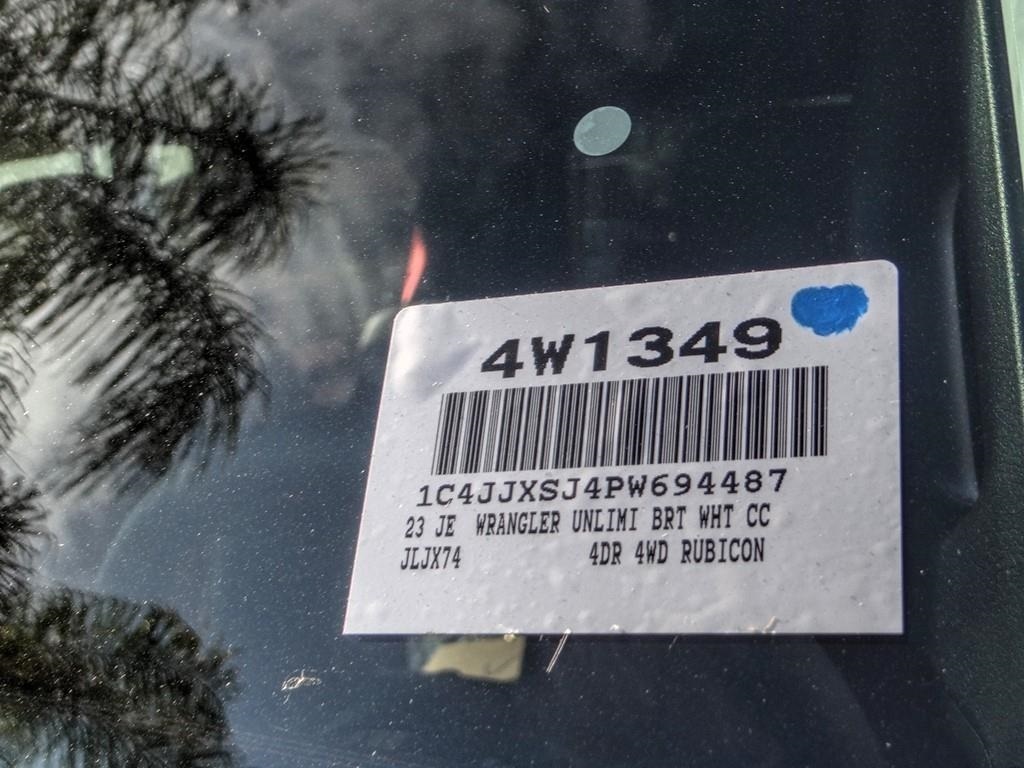 4W1349
1C4JJXSJ4PW694487
23 JE WRANGLER UNLIMI BRT WHT CC
JLJX74 4DR 4WD RUBICON